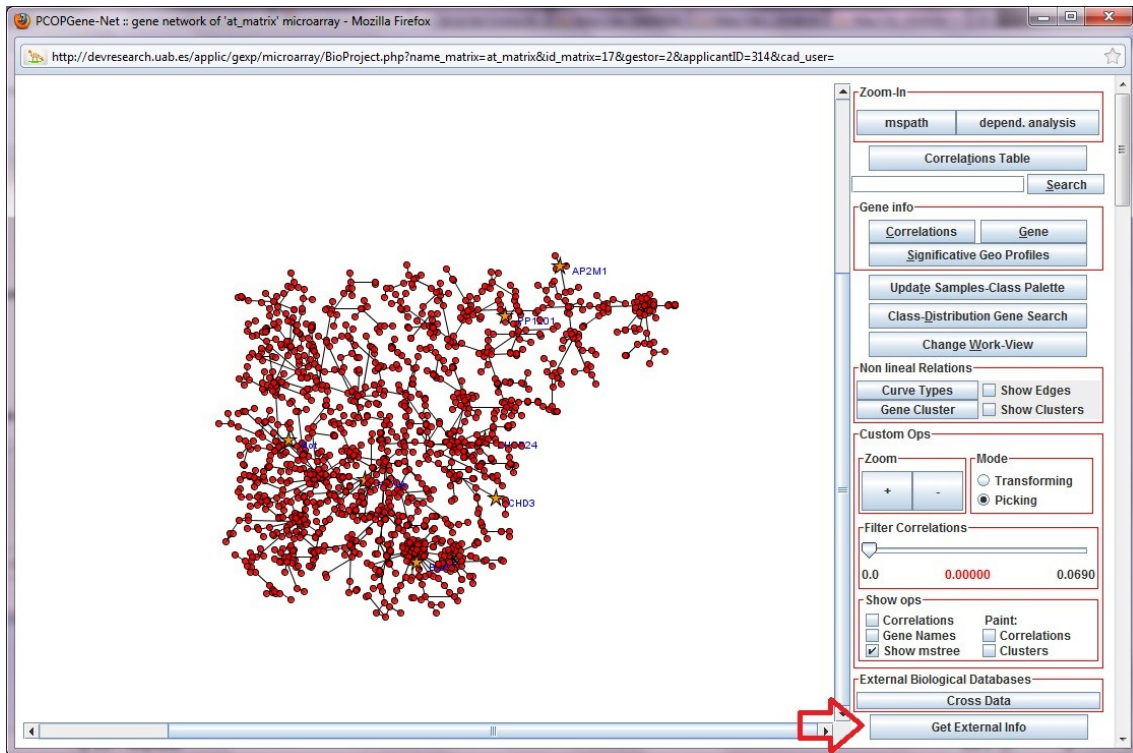 PCOPGene-Net :: gene network of 'at_matrix' microarray - Mozilla Firefox
http://devresearch.uab.es/applic/gexp/microarray/BioProject.php?name_matrix=at_matrix&id_matrix=17&gestor=2&applicantID=314&cad_user=
Zoom-In
mspath depend. analysis
Correlations Table
Search
Gene info
Correlations Gene
Significative Geo Profiles
Update Samples-Class Palette
Class-Distribution Gene Search
Change Work-View
Non lineal Relations
Curve Types Show Edges
Gene Cluster Show Clusters
Custom Ops
Zoom Mode
+ - Transforming
Picking
Filter Correlations
0.0 0.00000 0.0690
Show ops
Correlations Paint:
Gene Names Correlations
Show mstree Clusters
External Biological Databases
Cross Data
Get External Info
AP2M1